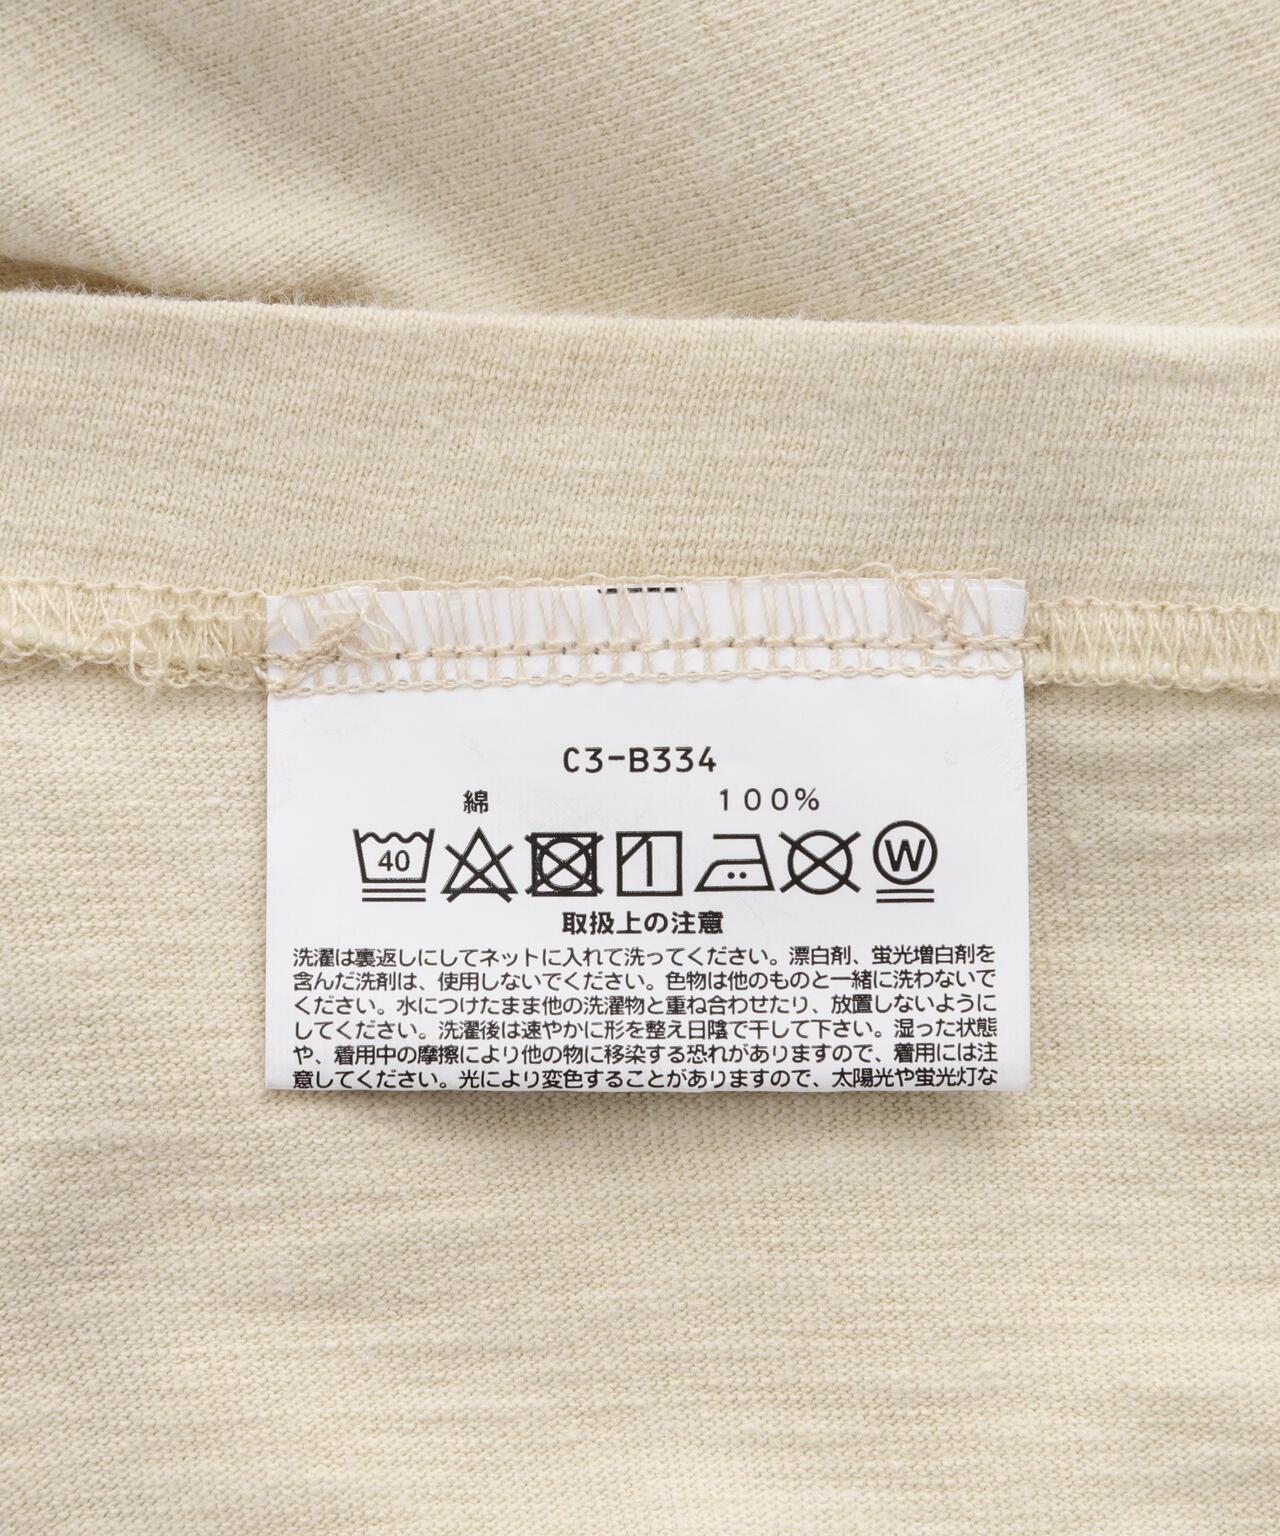 C3-B334
綿 100%
40 W
取扱上の注意
洗濯は裏返しにしてネットに入れて洗ってください。漂白剤、蛍光増白剤を
含んだ洗剤は、使用しないでください。色物は他のものと一緒に洗わないで
ください。水につけたまま他の洗濯物と重ね合わせたり、放置しないように
してください。洗濯後は速やかに形を整え日陰で干して下さい。湿った状態
や、着用中の摩擦により他の物に移染する恐れがありますので、着用には注
意してください。光により変色することがありますので、太陽光や蛍光灯な